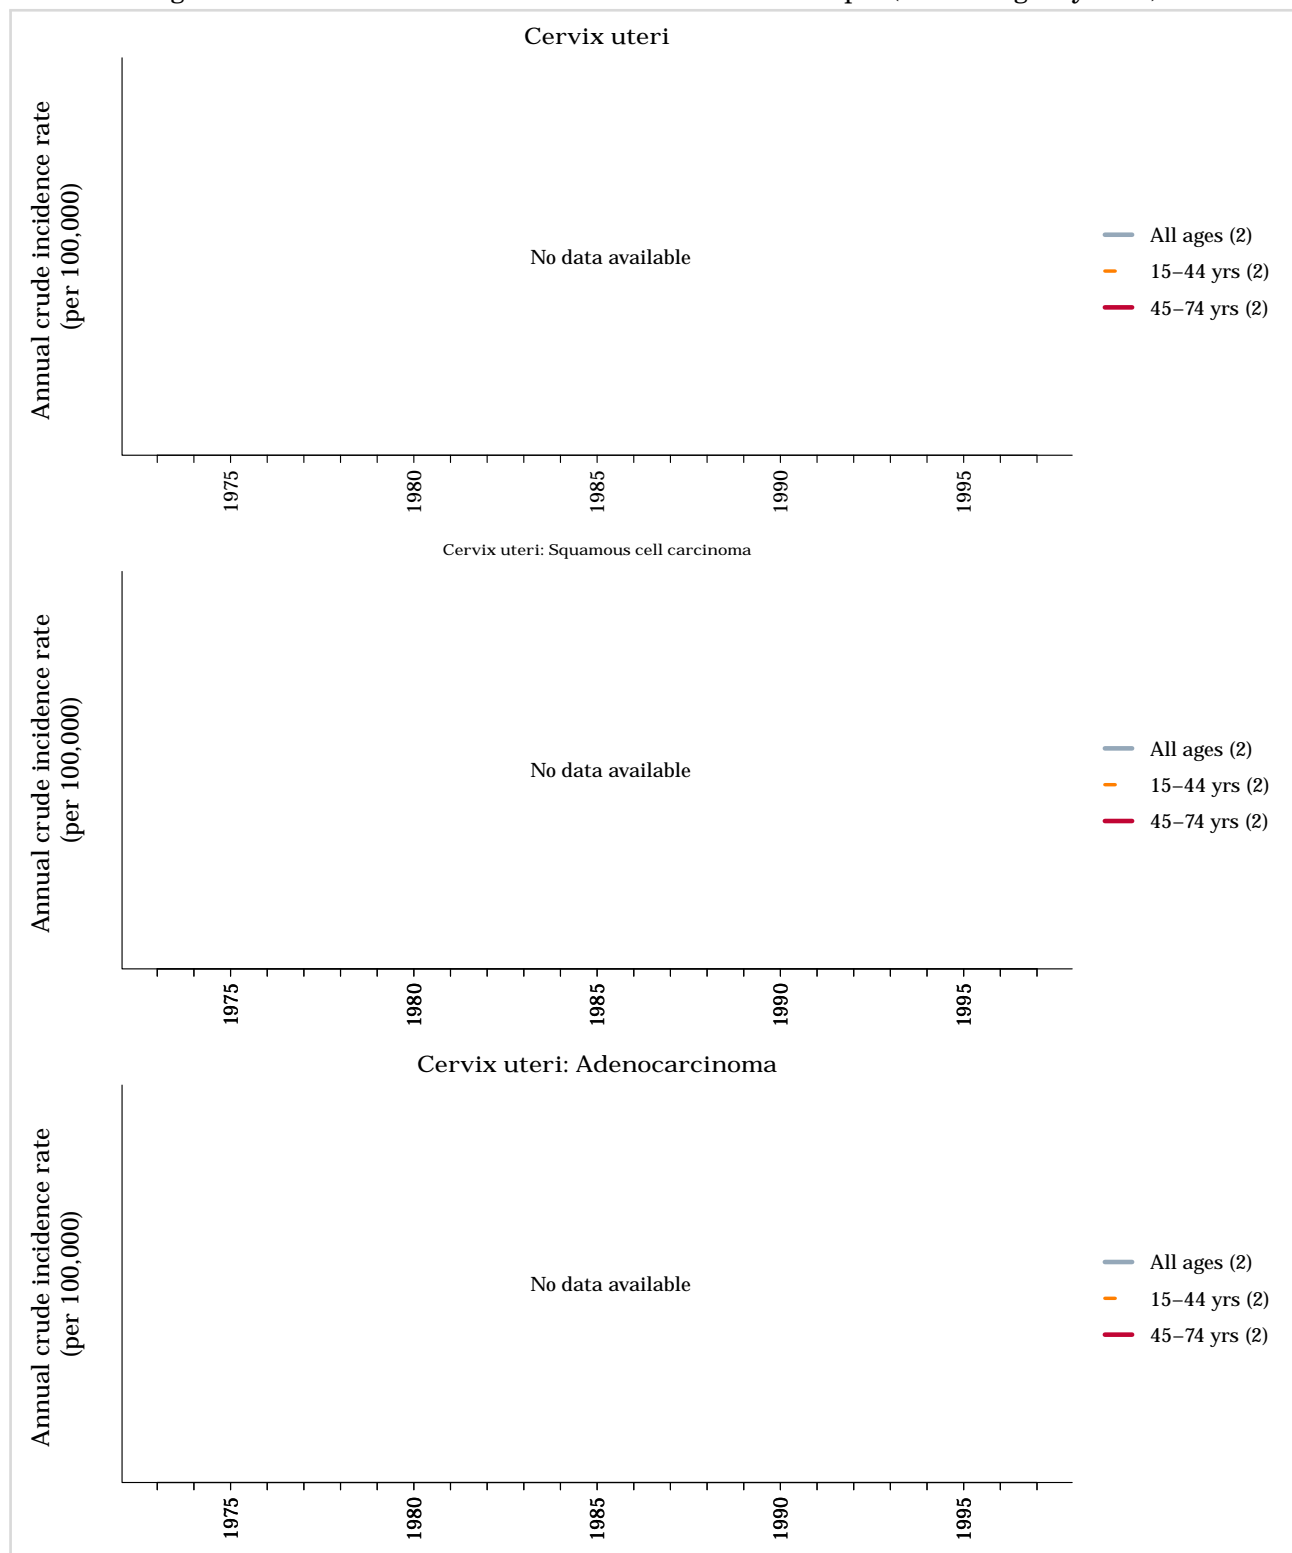 Cervix uteri
Annual crude incidence rate
(per 100,000)
No data available
All ages (2)
15–44 yrs (2)
45–74 yrs (2)
1975
1980
1985
1990
1995
Cervix uteri: Squamous cell carcinoma
Annual crude incidence rate
(per 100,000)
No data available
All ages (2)
15–44 yrs (2)
45–74 yrs (2)
1975
1980
1985
1990
1995
Cervix uteri: Adenocarcinoma
Annual crude incidence rate
(per 100,000)
No data available
All ages (2)
15–44 yrs (2)
45–74 yrs (2)
1975
1980
1985
1990
1995